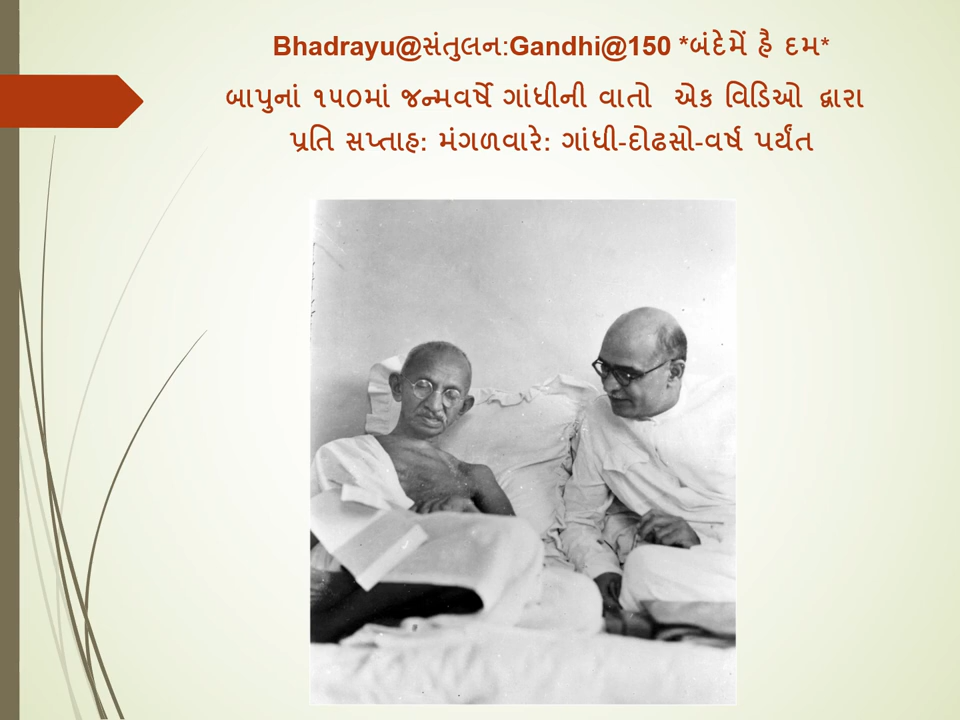 Bhadrayu@સંતુલન:Gandhi@150 *બંદેમેં હૈ દમ*
બાપુનાં ૧૫૦માં જન્મવર્ષે ગાંધીની વાતો એક વિડિઓ દ્વારા
પ્રતિ સપ્તાહ: મંગળવારે: ગાંધી-દોઢસો-વર્ષ પર્યંત